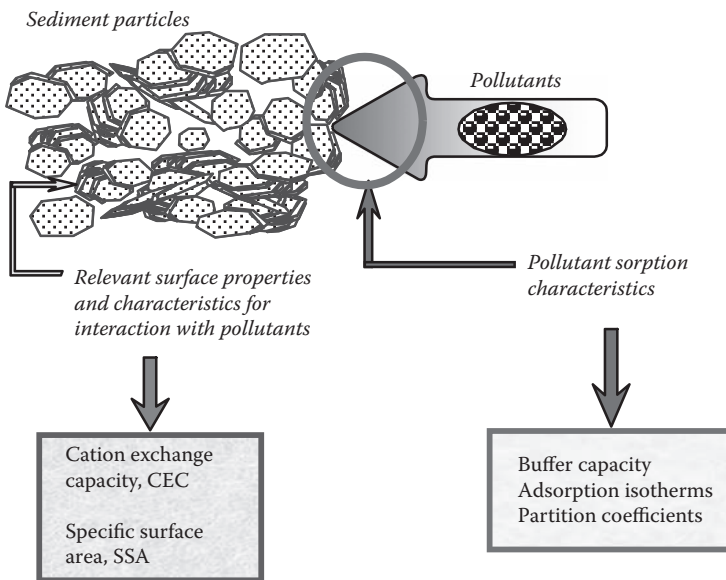 Sediment particles
Pollutants
Relevant surface properties
and characteristics for
interaction with pollutants
Pollutant sorption
characteristics
Cation exchange
capacity, CEC
Specific surface
area, SSA
Buffer capacity
Adsorption isotherms
Partition coefficients